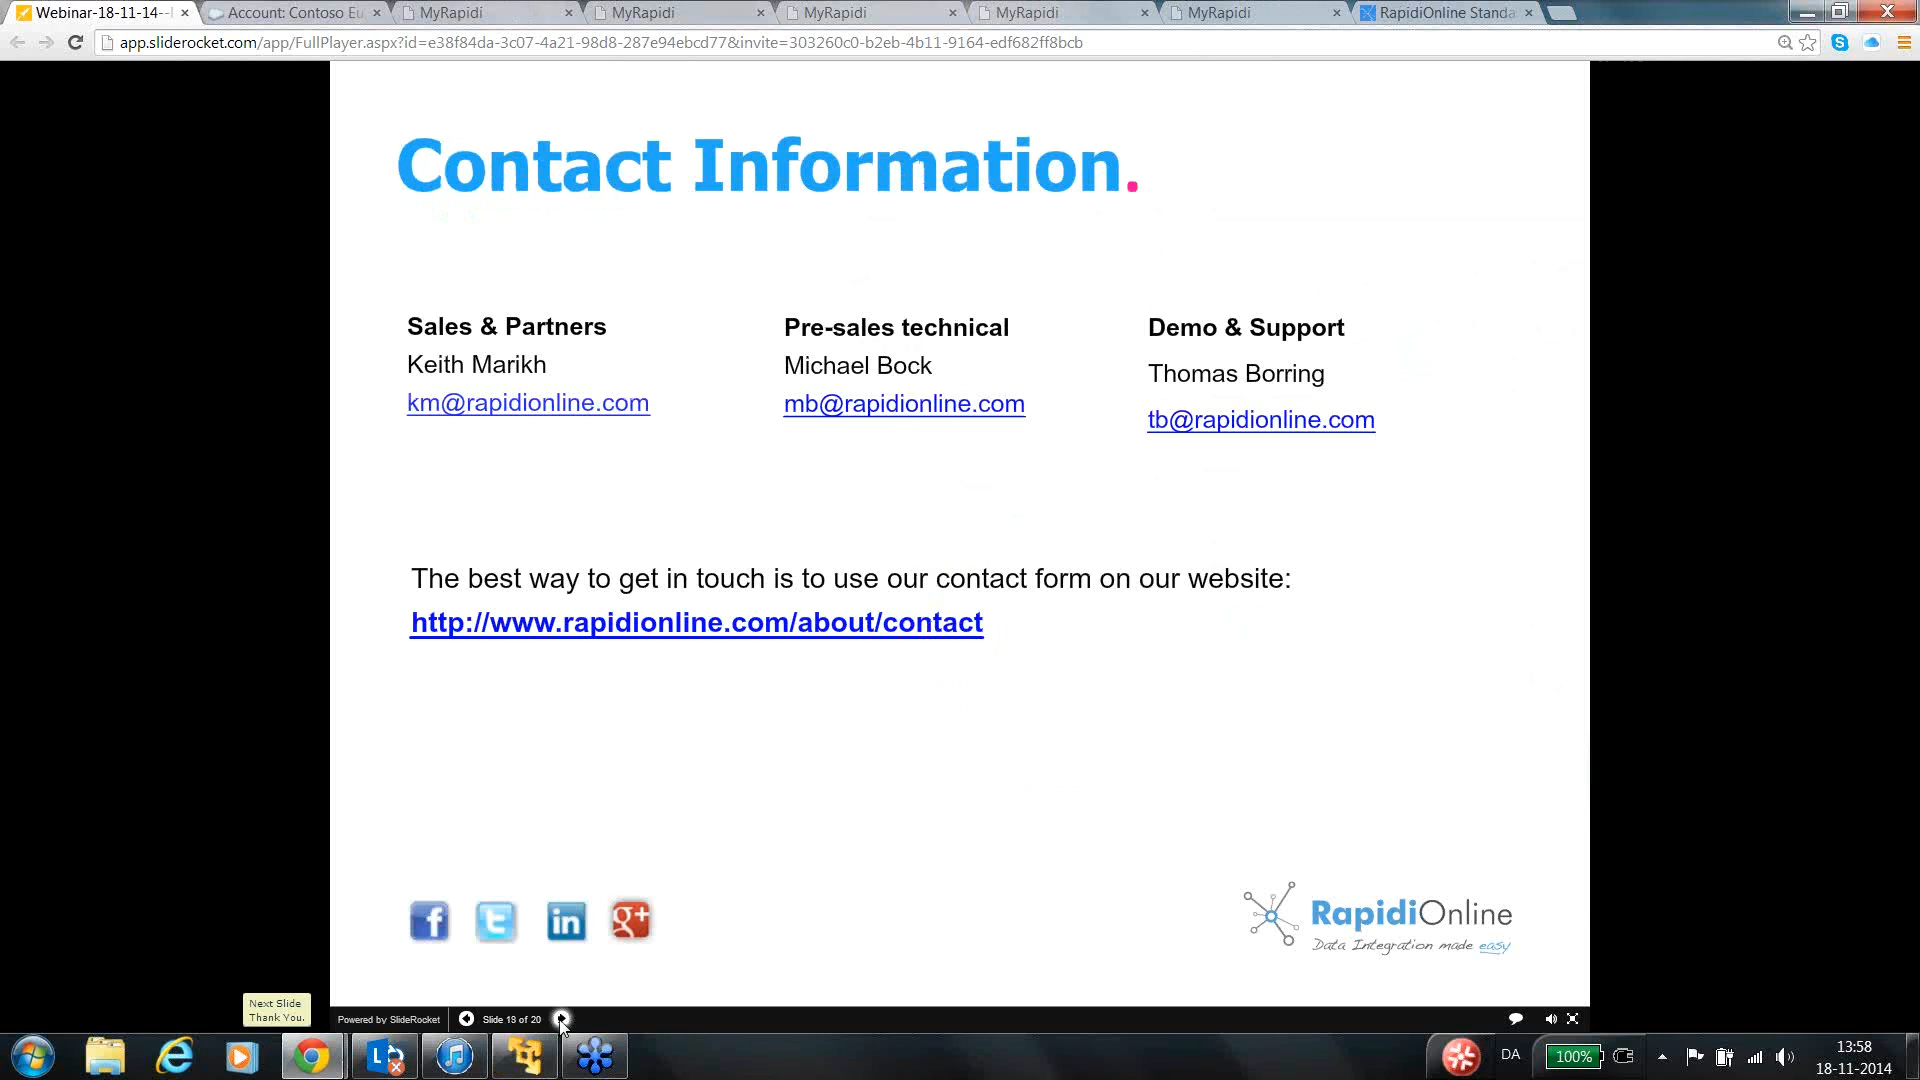 Webinar-18-11-14--
Account: Contoso Eu
MyRapidi
MyRapidi
MyRapidi
MyRapidi
MyRapidi
RapidiOnline Standa
app.sliderocket.com/app/FullPlayer.aspx?id=e38f84da-3c07-4a21-98d8-287e94ebcd77&invite=303260c0-b2eb-4b11-9164-edf682ff8bcb
Contact Information.
Sales & Partners
Keith Marikh
km@rapidionline.com
Pre-sales technical
Michael Bock
mb@rapidionline.com
Demo & Support
Thomas Borring
tb@rapidionline.com
The best way to get in touch is to use our contact form on our website:
http://www.rapidionline.com/about/contact
RapidiOnline
Data Integration made easy
Next Slide
Thank You.
Powered by SlideRocket
Slide 13 of 20
DA
100%
13:58
18-11-2014